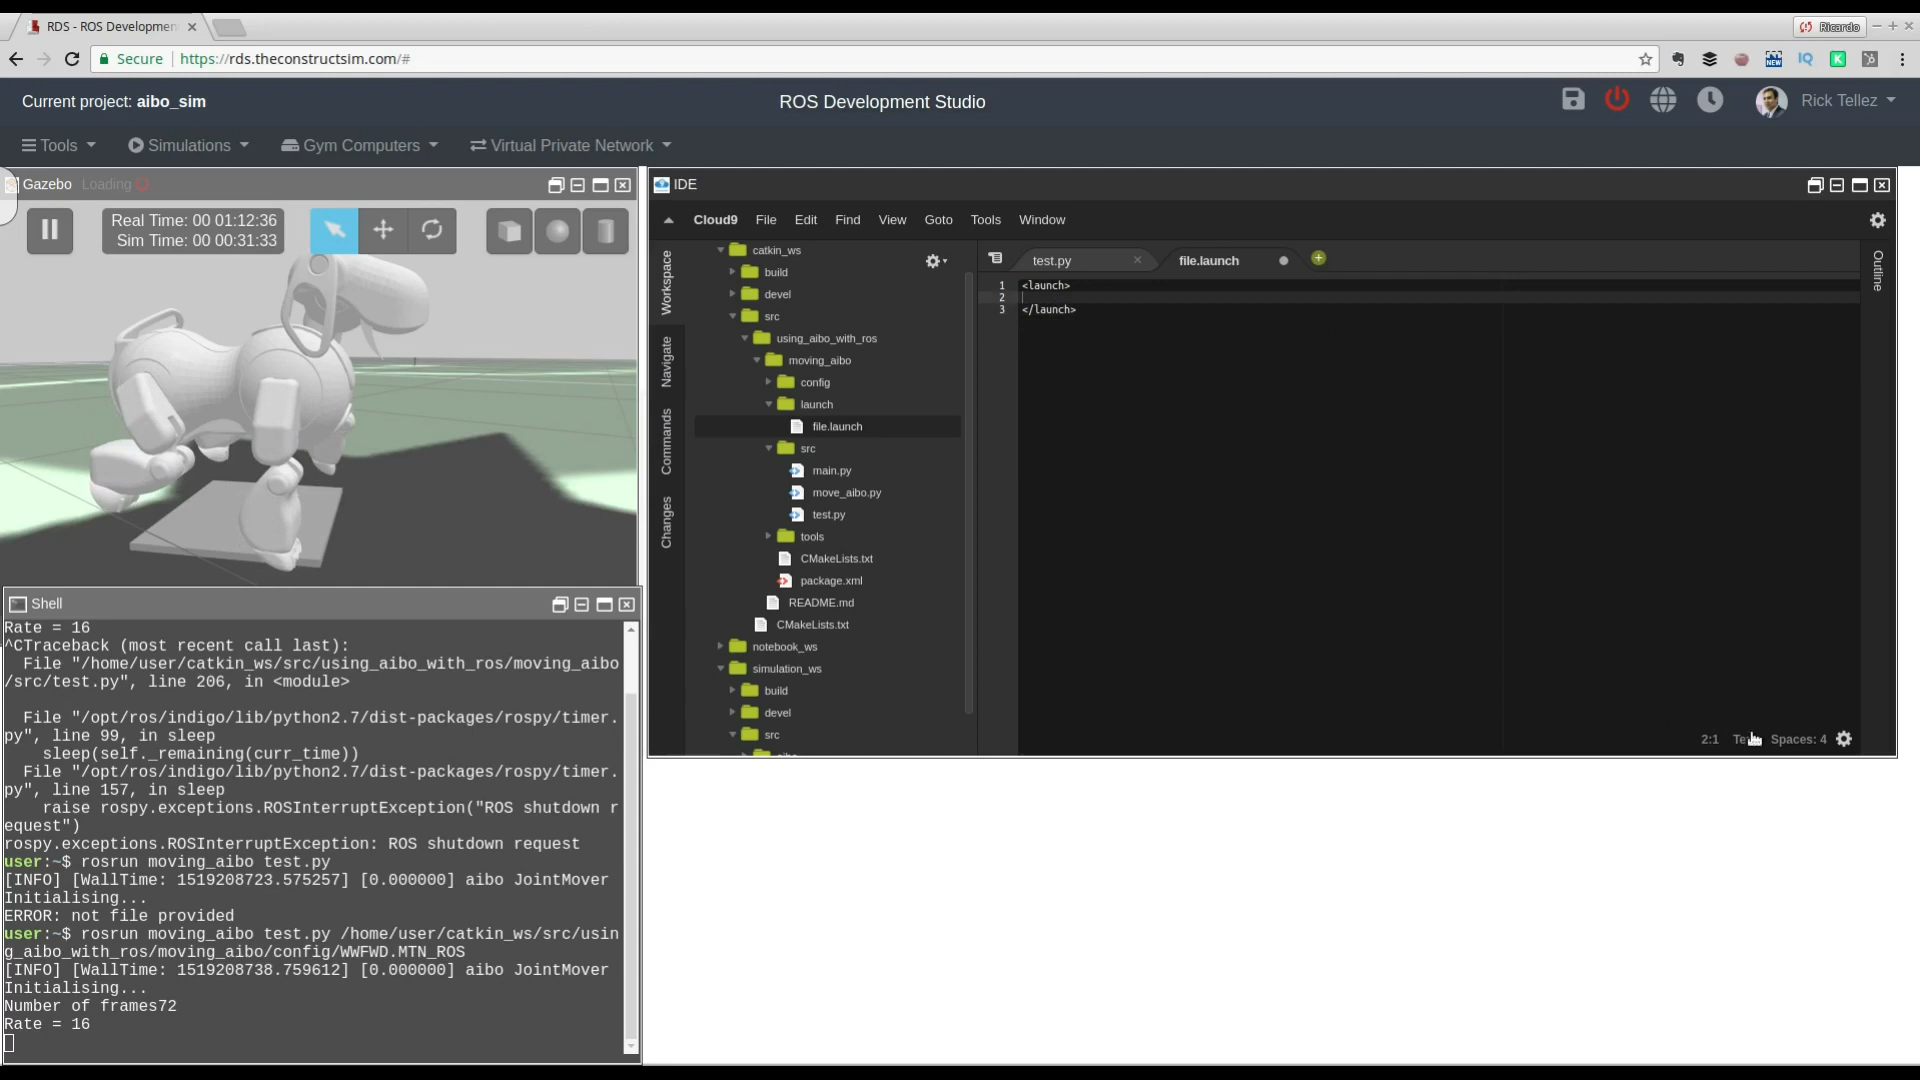 RDS - ROS Developmen
Ricardo
Secure
https://rds.theconstructsim.com/#
NEW
IQ
K
Current project: aibo_sim
ROS Development Studio
Rick Tellez
Tools
Simulations
Gym Computers
Virtual Private Network
Gazebo Loading
Real Time: 00 01:12:36
Sim Time: 00 00:31:33
IDE
Cloud9 File Edit Find View Goto Tools Window
Workspace
Navigate
Commands
Changes
catkin_ws
build
devel
src
using_aibo_with_ros
moving_aibo
config
launch
file.launch
src
main.py
move_aibo.py
test.py
tools
CMakeLists.txt
package.xml
README.md
CMakeLists.txt
notebook_ws
simulation_ws
build
devel
src
test.py
file.launch
Outline
1 <launch>
2
3 </launch>
2:1 Spaces: 4
Shell
Rate = 16
^CTraceback (most recent call last):
File "/home/user/catkin_ws/src/using_aibo_with_ros/moving_aibo
/src/test.py", line 206, in <module>
File "/opt/ros/indigo/lib/python2.7/dist-packages/rospy/timer.
py", line 99, in sleep
sleep(self._remaining(curr_time))
File "/opt/ros/indigo/lib/python2.7/dist-packages/rospy/timer.
py", line 157, in sleep
raise rospy.exceptions.ROSInterruptException("ROS shutdown r
equest")
rospy.exceptions.ROSInterruptException: ROS shutdown request
user:~$ rosrun moving_aibo test.py
[INFO] [WallTime: 1519208723.575257] [0.000000] aibo JointMover
Initialising...
ERROR: not file provided
user:~$ rosrun moving_aibo test.py /home/user/catkin_ws/src/usin
g_aibo_with_ros/moving_aibo/config/WWFWD.MTN_ROS
[INFO] [WallTime: 1519208738.759612] [0.000000] aibo JointMover
Initialising...
Number of frames72
Rate = 16